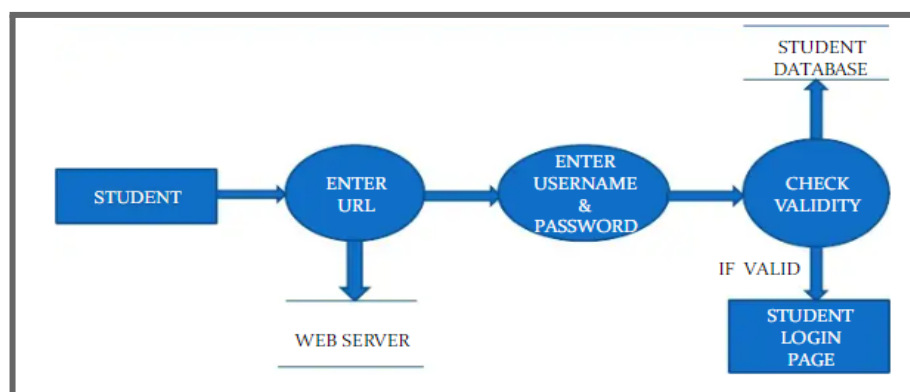 STUDENT
DATABASE
STUDENT
ENTER
URL
ENTER
USERNAME
&
PASSWORD
CHECK
VALIDITY
IF VALID
WEB SERVER
STUDENT
LOGIN
PAGE